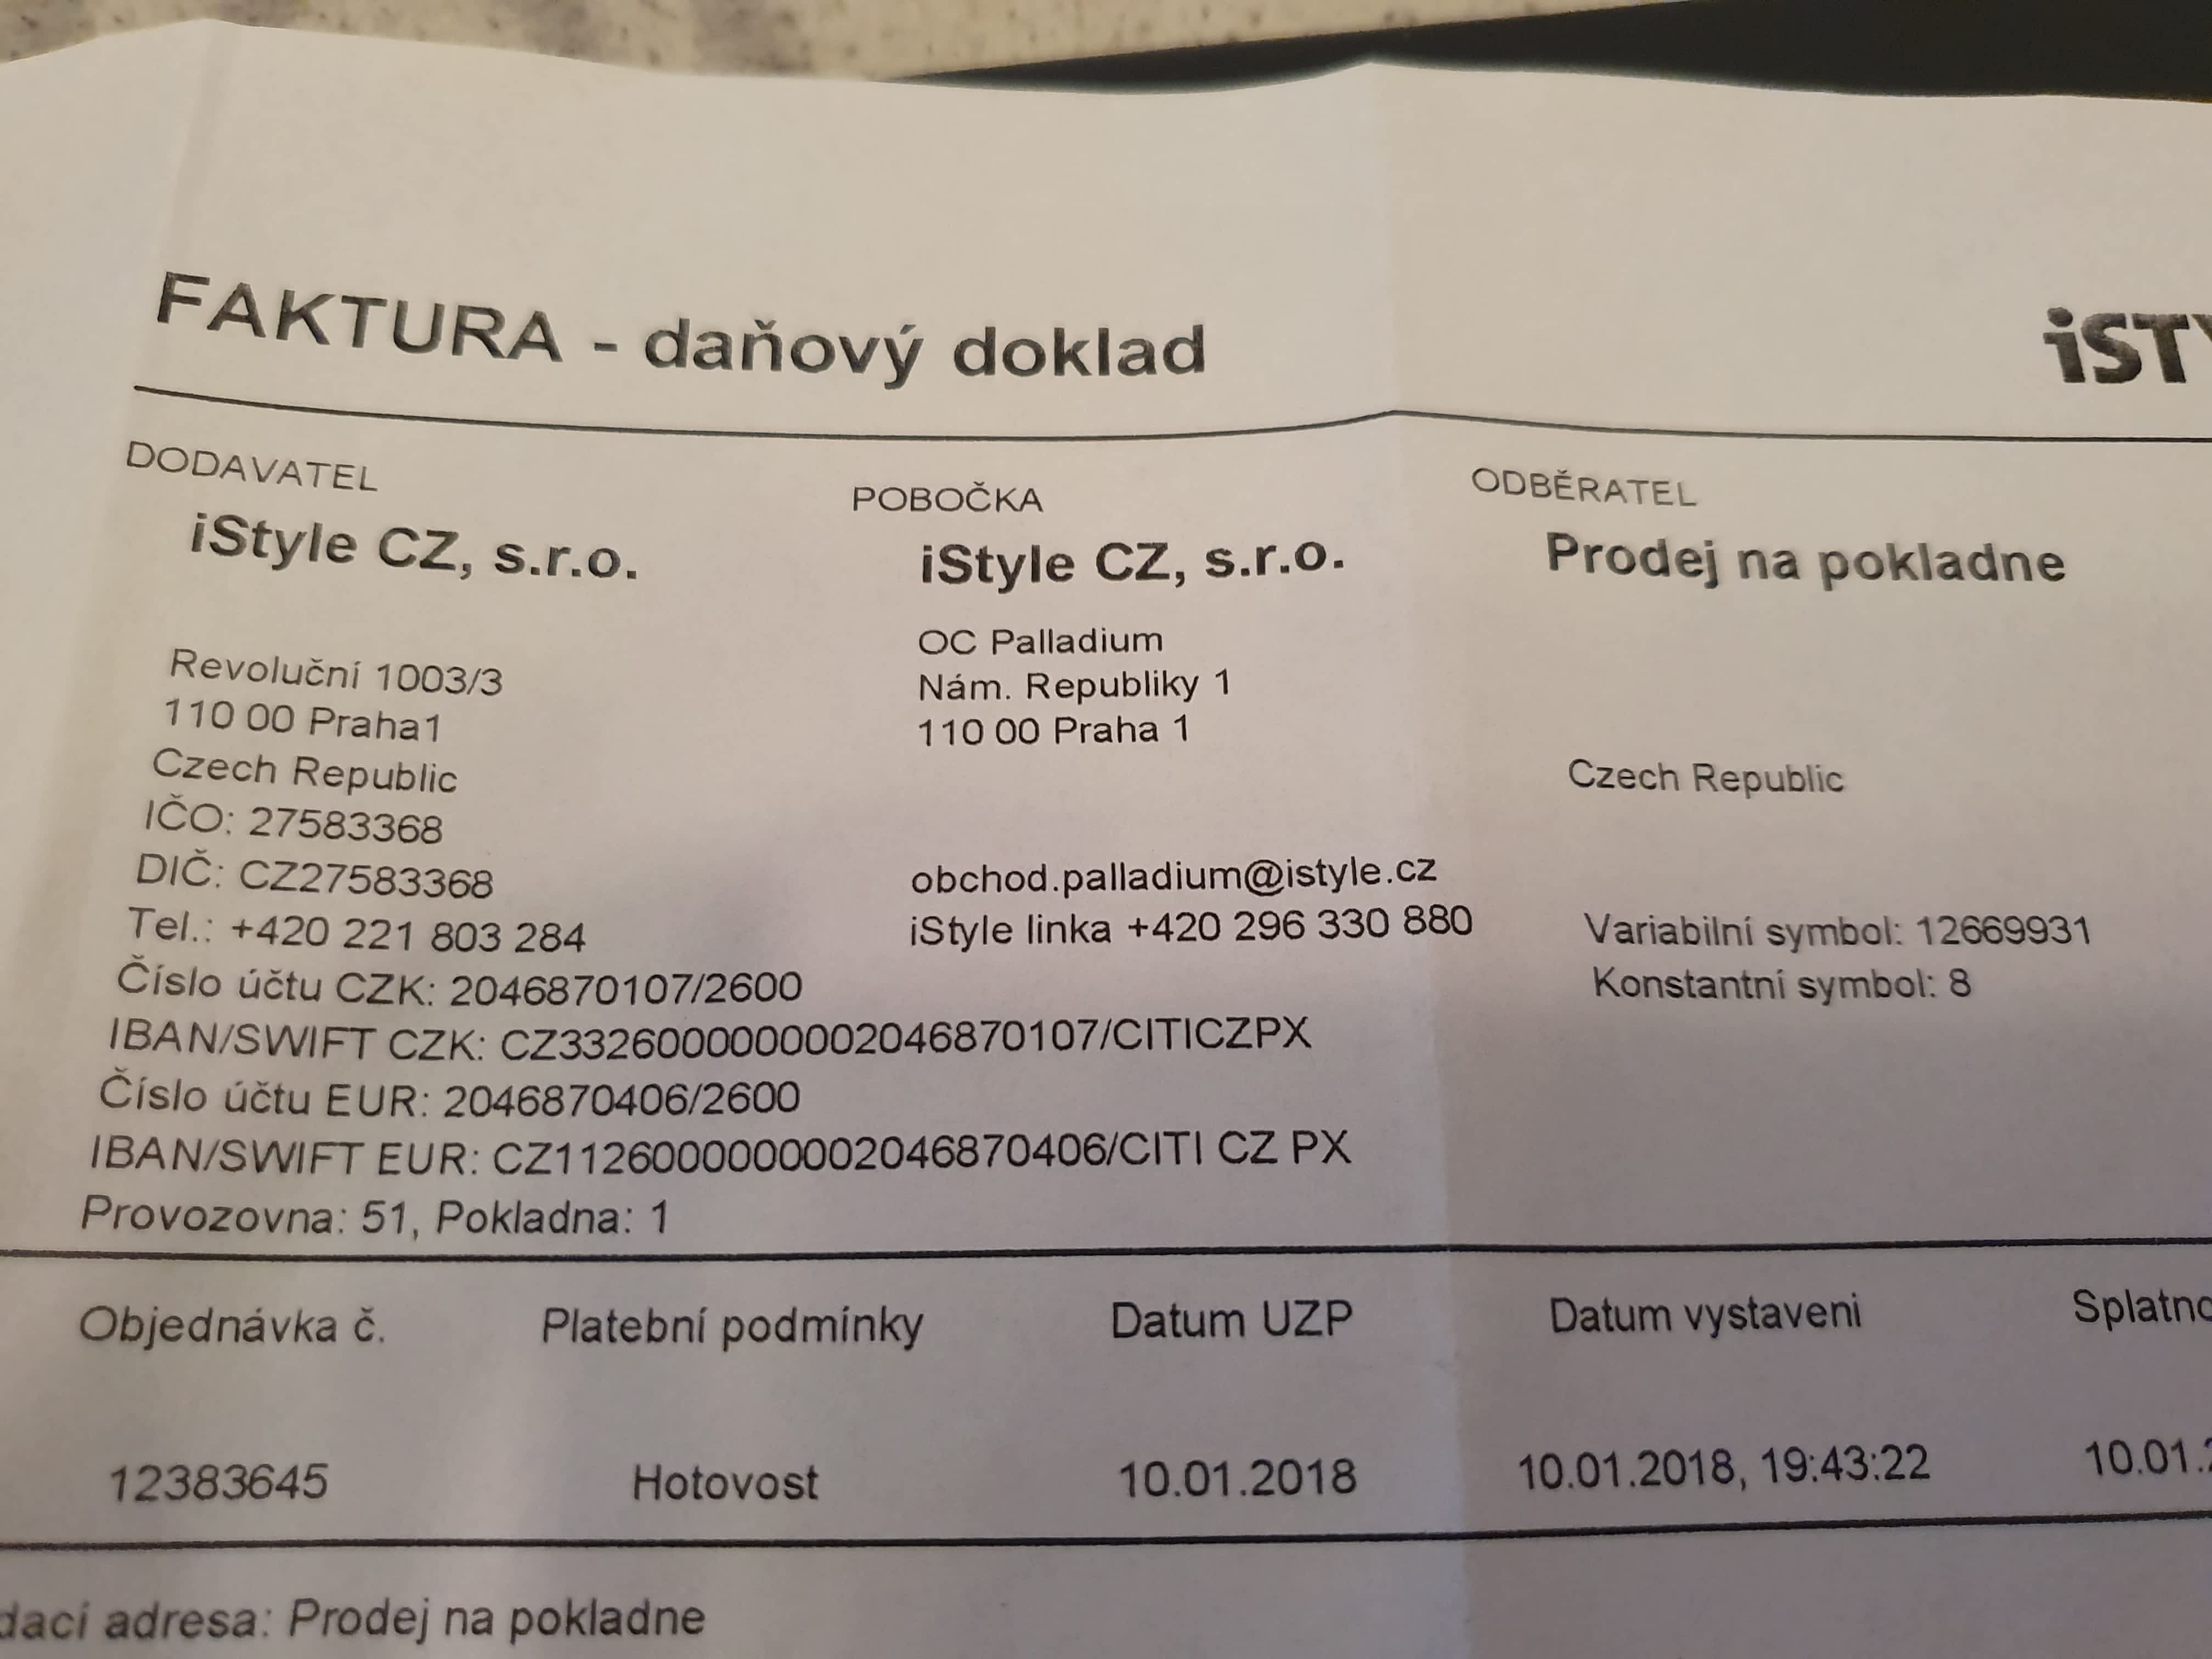 FAKTURA - daňový doklad
DODAVATEL
iStyle CZ, s.r.o.
Revoluční 1003/3
110 00 Praha1
Czech Republic
IČO: 27583368
DIČ: CZ27583368
Tel.: +420 221 803 284
Číslo účtu CZK: 2046870107/2600
IBAN/SWIFT CZK: CZ3326000000002046870107/CITICZPX
Číslo účtu EUR: 2046870406/2600
IBAN/SWIFT EUR: CZ1126000000002046870406/CITI CZ PX
Provozovna: 51, Pokladna: 1
POBOČKA
iStyle CZ, s.r.o.
OC Palladium
Nám. Republiky 1
110 00 Praha 1
obchod.palladium@istyle.cz
iStyle linka +420 296 330 880
ODBĚRATEL
Prodej na pokladne
Czech Republic
Variabilní symbol: 12669931
Konstantní symbol: 8
Objednávka č. Platební podmínky Datum UZP Datum vystaveni
12383645 Hotovost 10.01.2018 10.01.2018, 19:43:22
adresa: Prodej na pokladne